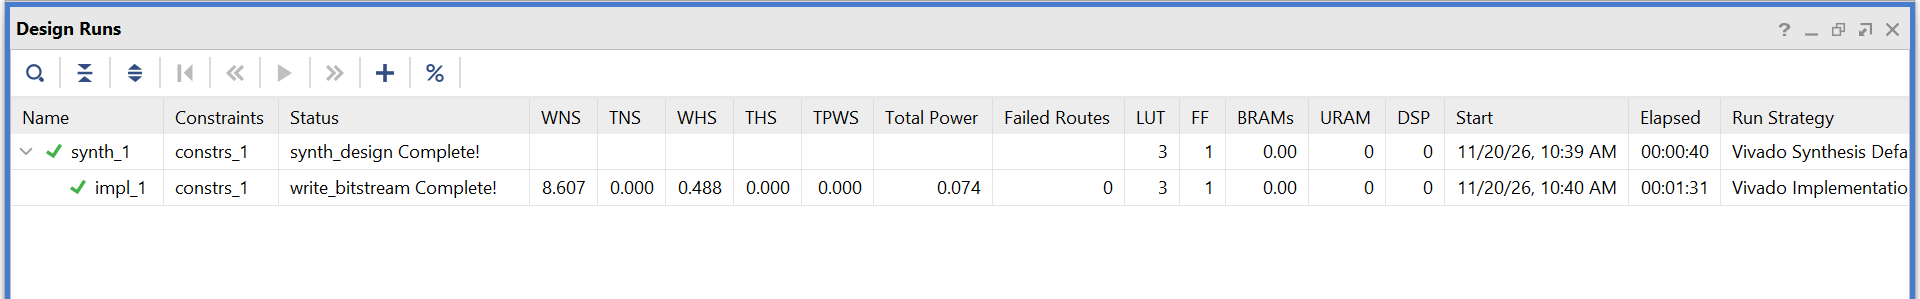 Design Runs
?
%
Name Constraints Status WNS TNS WHS THS TPWS Total Power Failed Routes LUT FF BRAMs URAM DSP Start Elapsed Run Strategy
synth_1 constrs_1 synth_design Complete! 3 1 0.00 0 0 11/20/26, 10:39 AM 00:00:40 Vivado Synthesis Defa
impl_1 constrs_1 write_bitstream Complete! 8.607 0.000 0.488 0.000 0.000 0.074 0 3 1 0.00 0 0 11/20/26, 10:40 AM 00:01:31 Vivado Implementatio